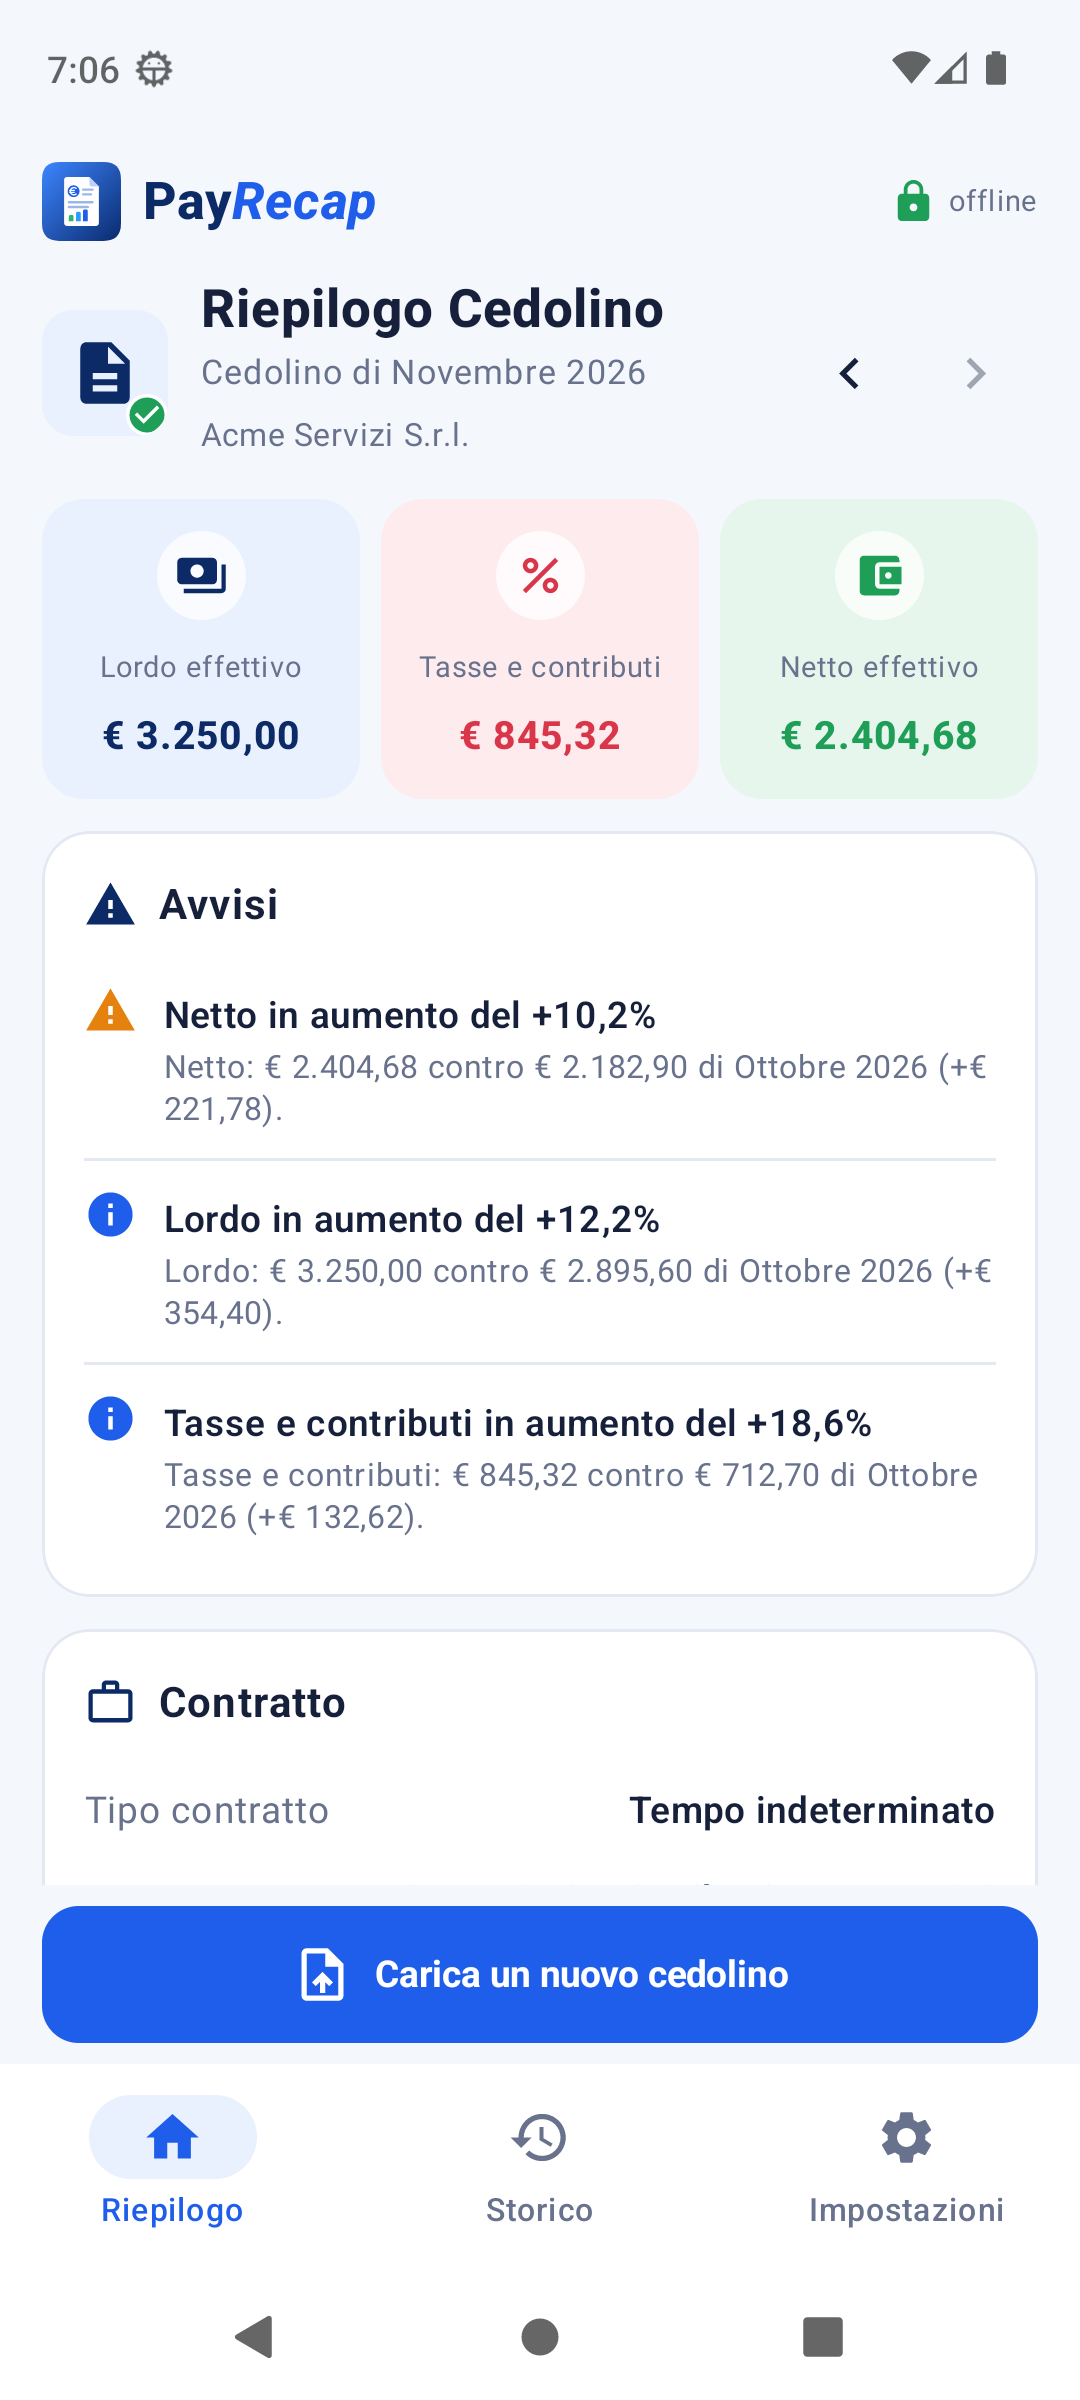 7:06
PayRecap
offline
Riepilogo Cedolino
Cedolino di Novembre 2026
Acme Servizi S.r.l.
Lordo effettivo
€ 3.250,00
Tasse e contributi
€ 845,32
Netto effettivo
€ 2.404,68
Avvisi
Netto in aumento del +10,2%
Netto: € 2.404,68 contro € 2.182,90 di Ottobre 2026 (+€
221,78).
Lordo in aumento del +12,2%
Lordo: € 3.250,00 contro € 2.895,60 di Ottobre 2026 (+€
354,40).
Tasse e contributi in aumento del +18,6%
Tasse e contributi: € 845,32 contro € 712,70 di Ottobre
2026 (+€ 132,62).
Contratto
Tipo contratto
Tempo indeterminato
Carica un nuovo cedolino
Riepilogo
Storico
Impostazioni